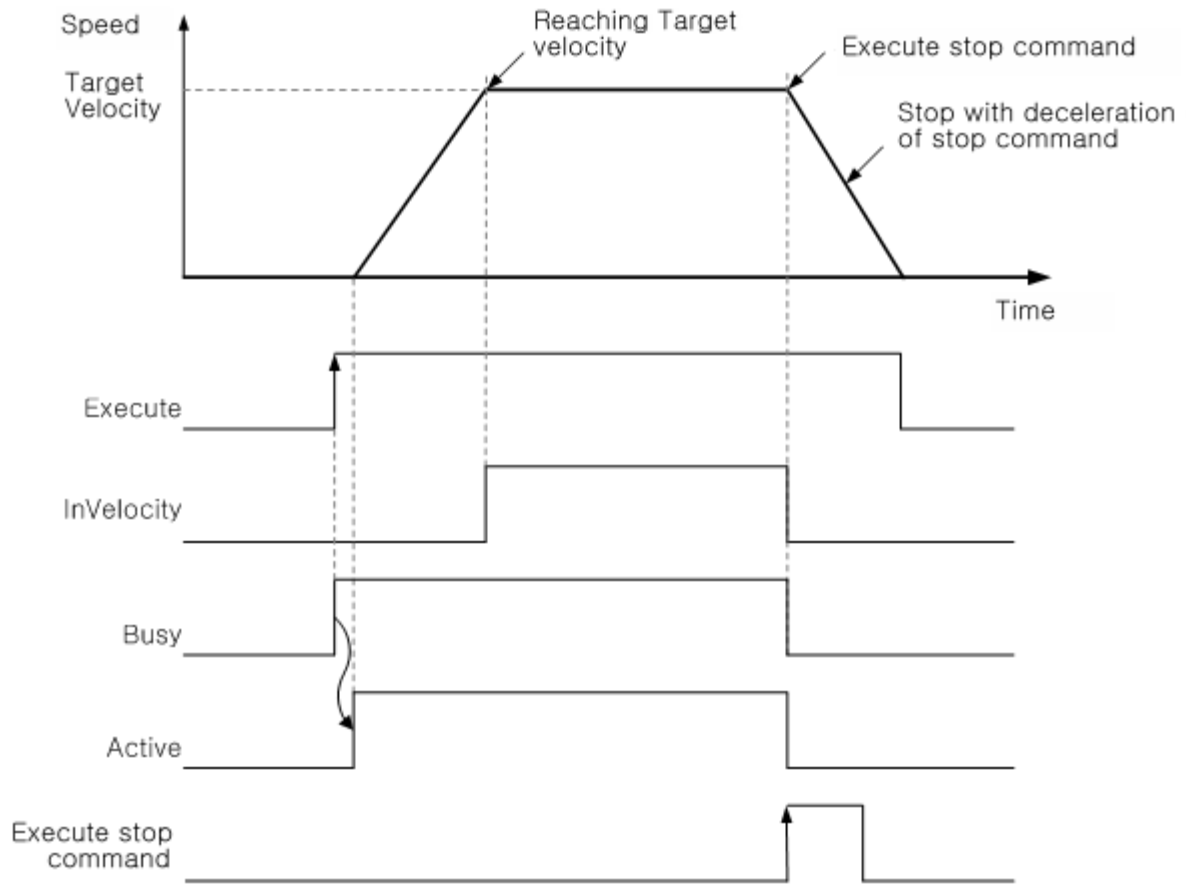 Speed
Reaching Target
velocity
Execute stop command
Target
Velocity
Stop with deceleration
of stop command
Time
Execute
InVelocity
Busy
Active
Execute stop
command